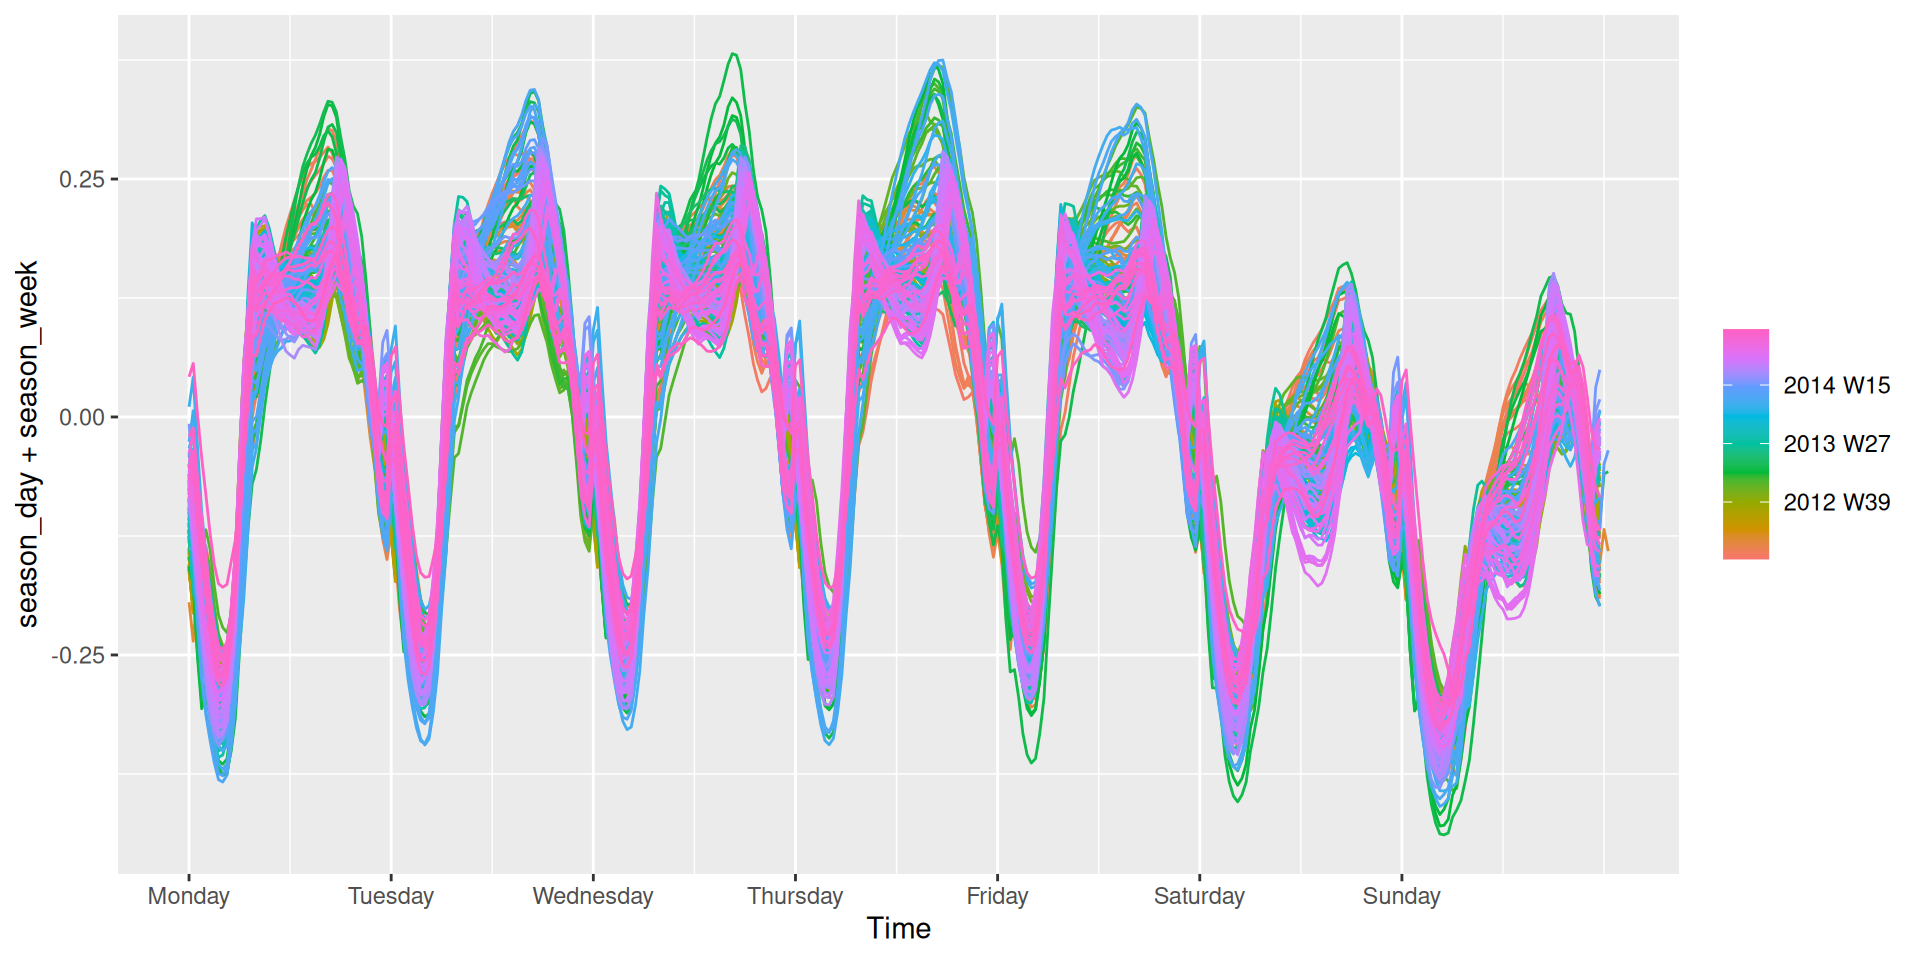 season_day + season_week
0.25
0.00
-0.25
Monday Tuesday Wednesday Thursday Friday Saturday Sunday
Time
2014 W15
2013 W27
2012 W39